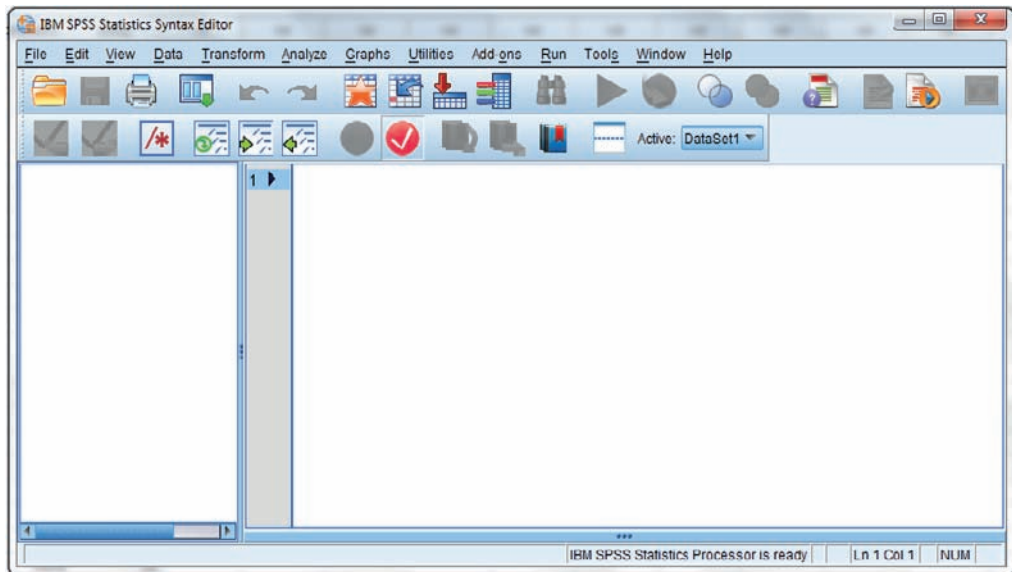 IBM SPSS Statistics Syntax Editor
File Edit View Data Transform Analyze Graphs Utilities Add-ons Run Tools Window Help
/* Active: DataSet1
1
IBM SPSS Statistics Processor is ready Ln 1 Col 1 NUM